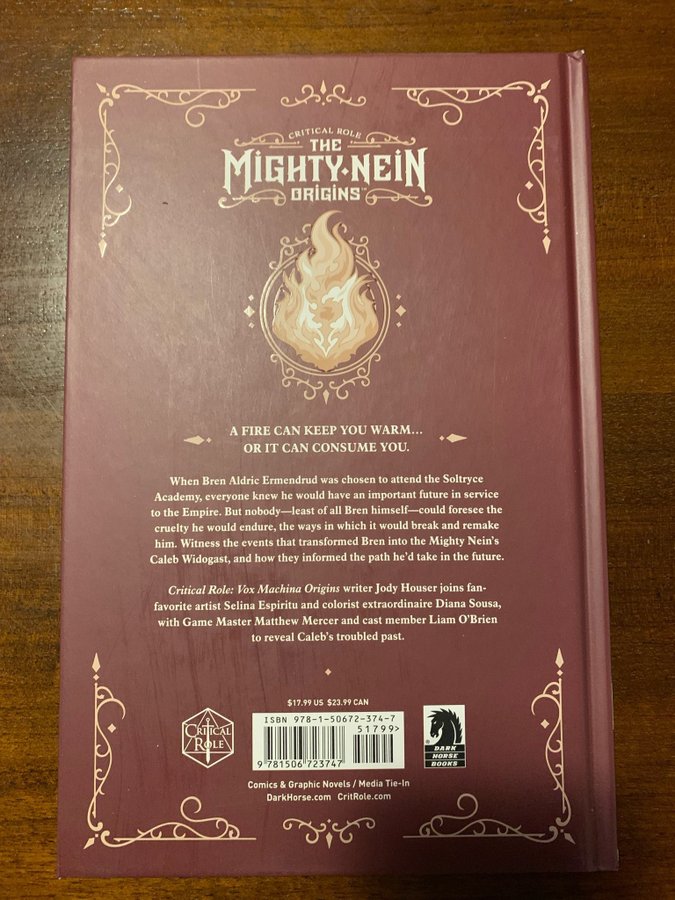 CRITICAL ROLE
THE
MIGHTY·NEIN
ORIGINS™
A FIRE CAN KEEP YOU WARM...
OR IT CAN CONSUME YOU.
When Bren Aldric Ermendrud was chosen to attend the Soltryce
Academy, everyone knew he would have an important future in service
to the Empire. But nobody—least of all Bren himself—could foresee the
cruelty he would endure, the ways in which it would break and remake
him. Witness the events that transformed Bren into the Mighty Nein's
Caleb Widogast, and how they informed the path he'd take in the future.
Critical Role: Vox Machina Origins writer Jody Houser joins fan-
favorite artist Selina Espiritu and colorist extraordinaire Diana Sousa,
with Game Master Matthew Mercer and cast member Liam O'Brien
to reveal Caleb's troubled past.
$17.99 US $23.99 CAN
CRITICAL
ROLE
ISBN 978-1-50672-374-7
51799>
9 781506 723747
DARK
HORSE
BOOKS
®
Comics & Graphic Novels / Media Tie-In
DarkHorse.com CritRole.com